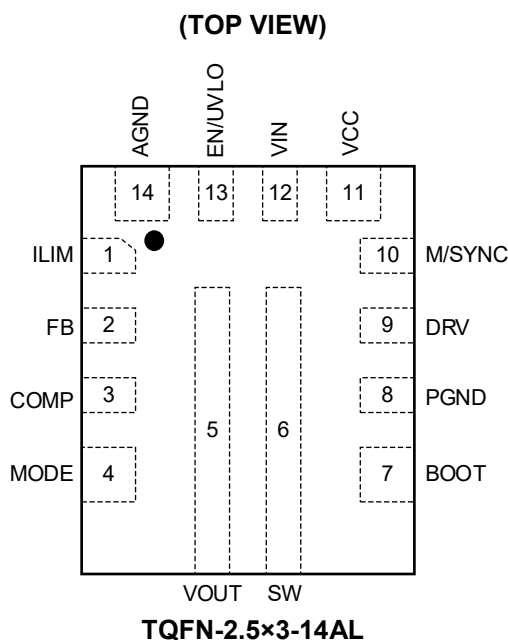 (TOP VIEW)
AGND
EN/UVLO
VIN
VCC
14
13
12
11
ILIM
1
10
M/SYNC
FB
2
9
DRV
COMP
3
8
PGND
MODE
4
5
6
7
BOOT
VOUT
SW
TQFN-2.5×3-14AL